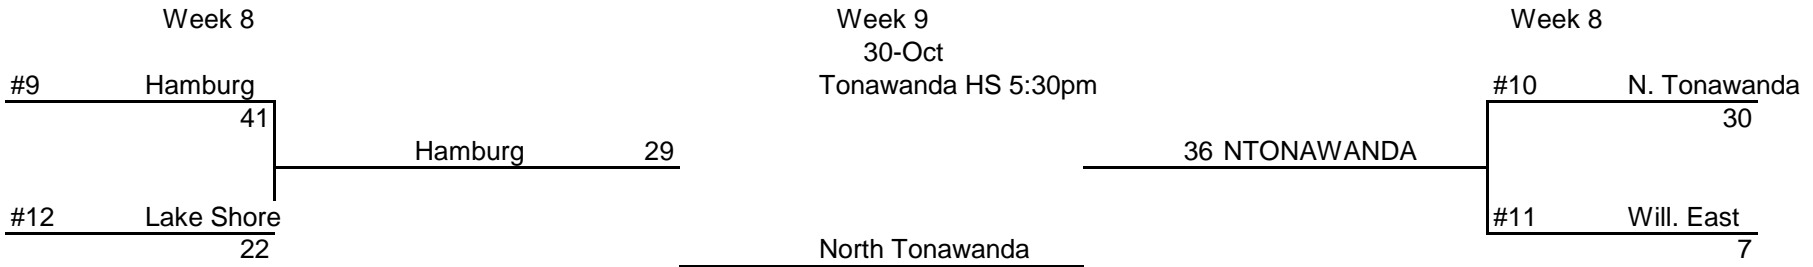 Week 8 Week 9 Week 8
30-Oct
#9 Hamburg Tonawanda HS 5:30pm #10 N. Tonawanda
41 30
Hamburg 29 36 NTONAWANDA
#12 Lake Shore #11 Will. East
22 North Tonawanda 7